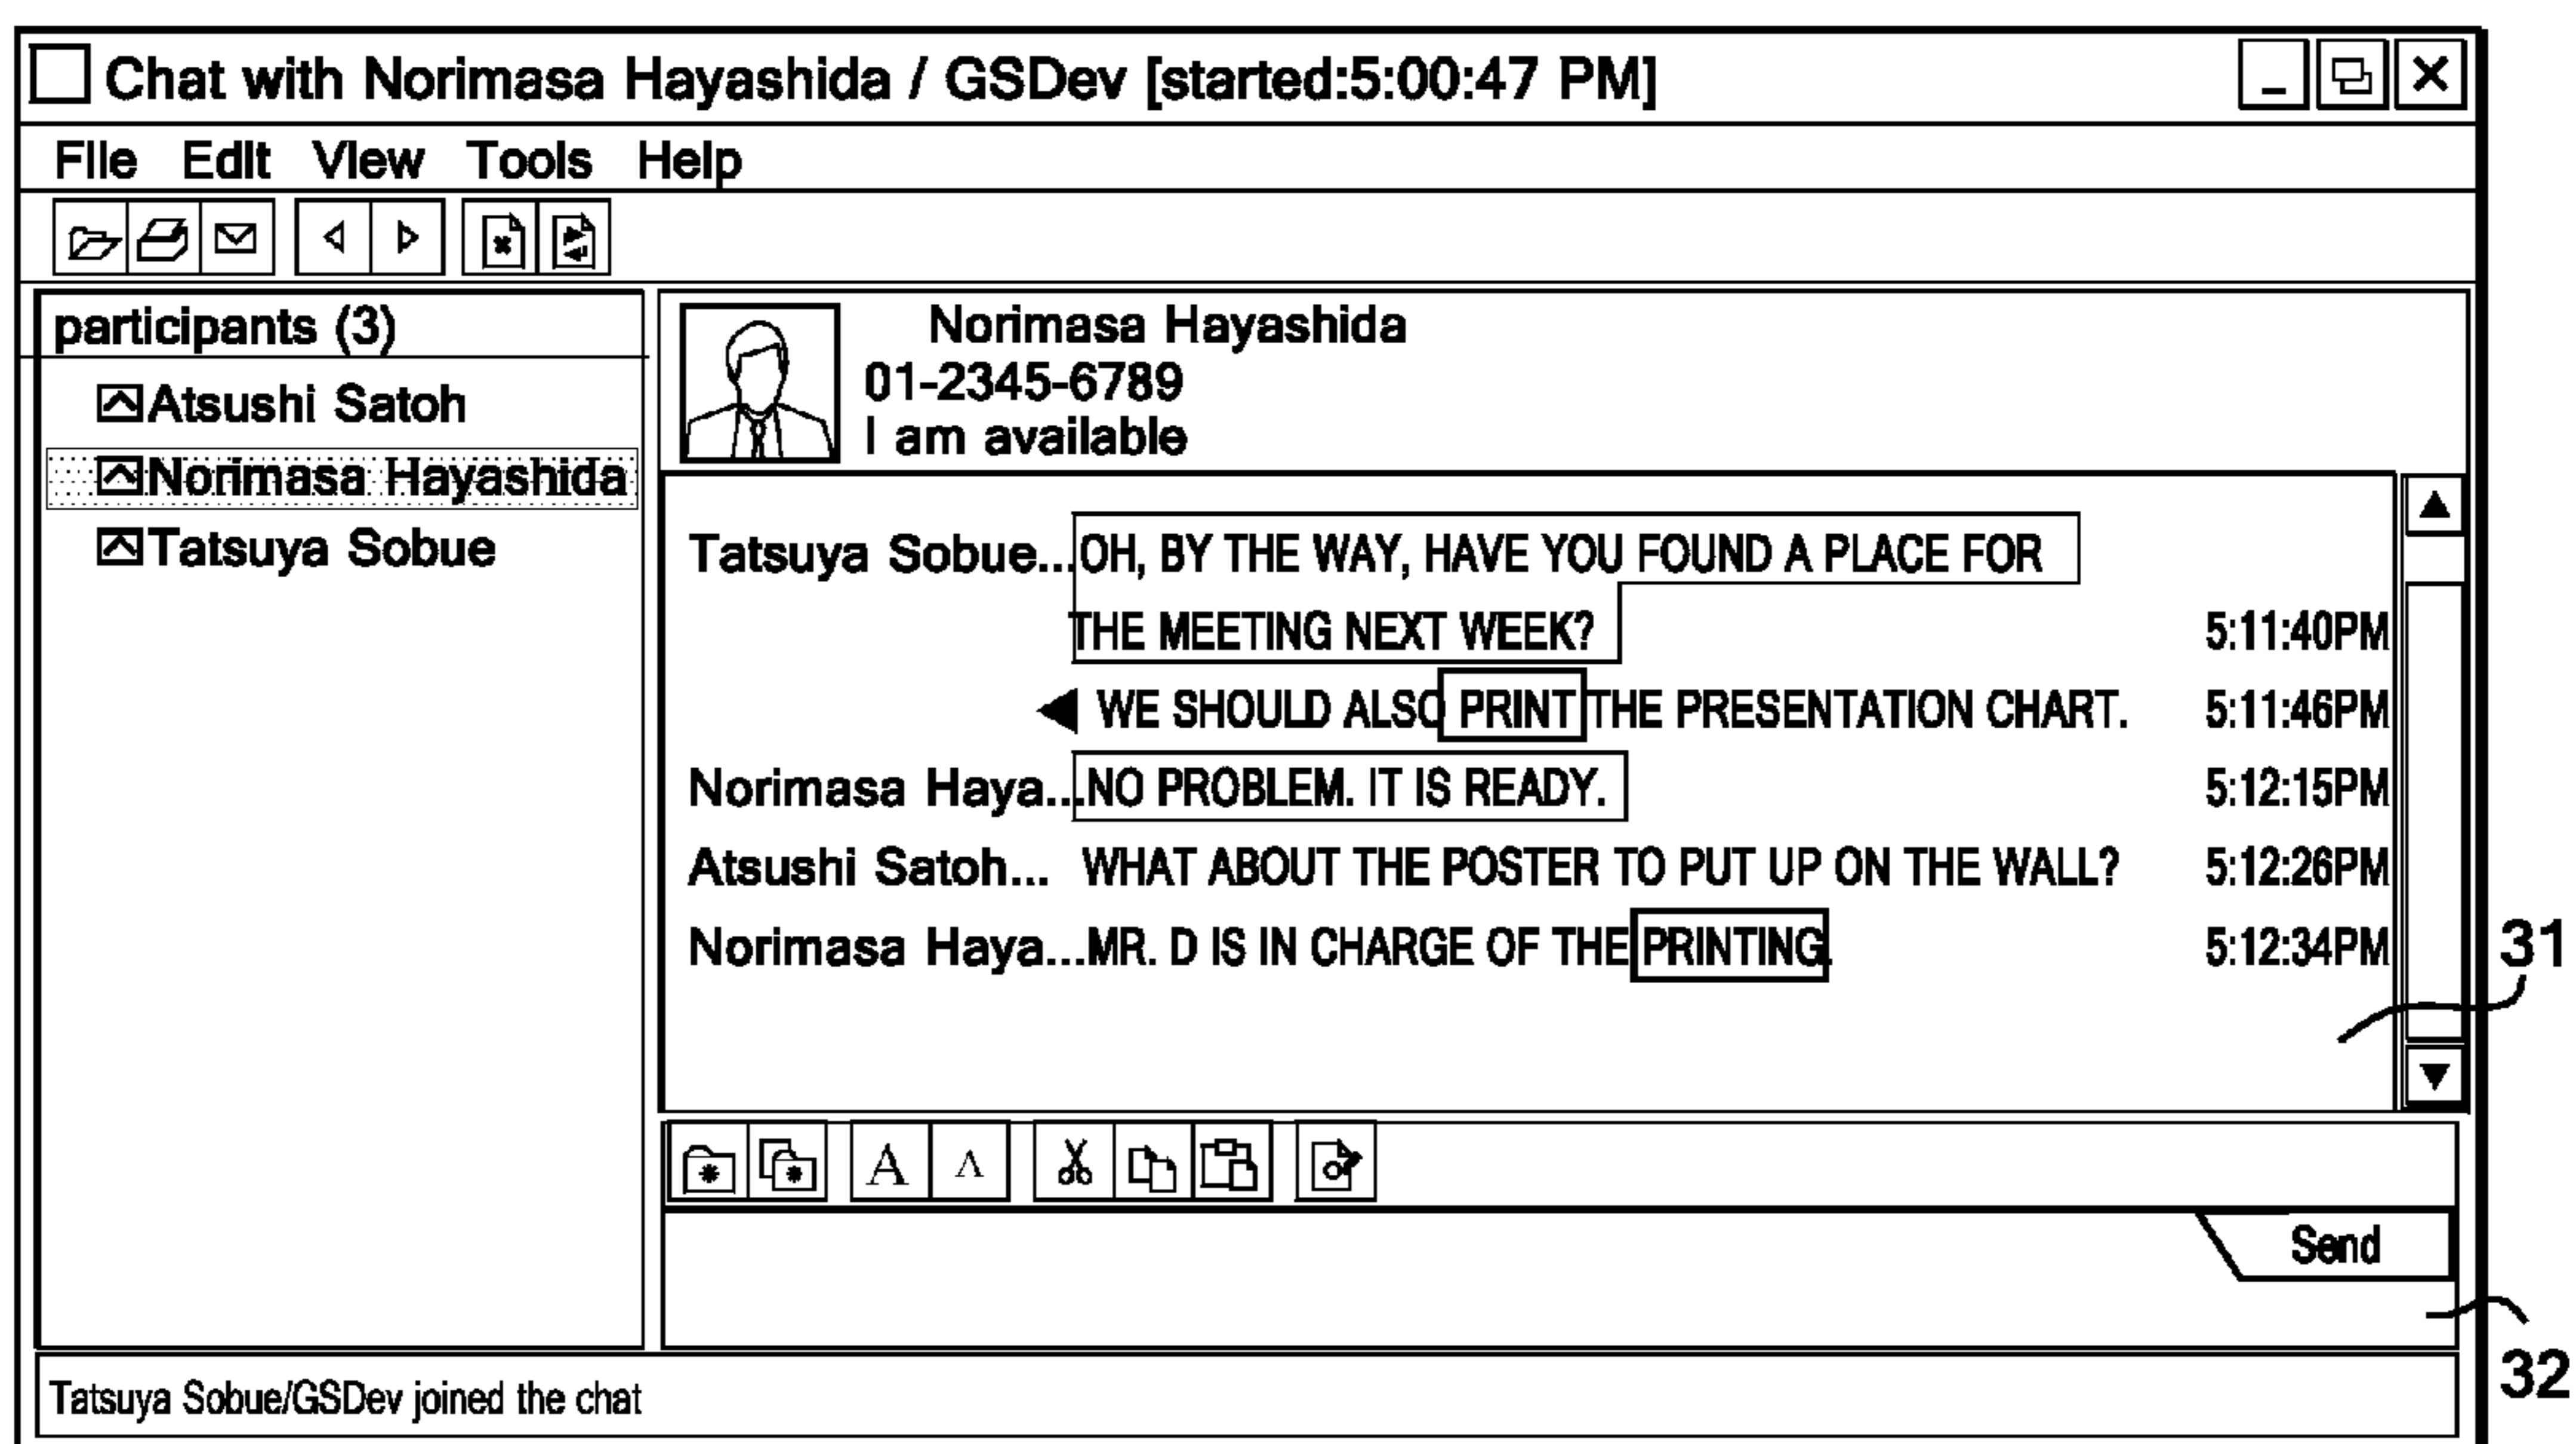 Chat with Norimasa Hayashida / GSDev [started:5:00:47 PM]
File Edit View Tools Help
participants (3)
Atsushi Satoh
Norimasa Hayashida
Tatsuya Sobue
Norimasa Hayashida
01-2345-6789
I am available
Tatsuya Sobue...OH, BY THE WAY, HAVE YOU FOUND A PLACE FOR
THE MEETING NEXT WEEK? 5:11:40PM
WE SHOULD ALSO PRINT THE PRESENTATION CHART. 5:11:46PM
Norimasa Haya...NO PROBLEM. IT IS READY. 5:12:15PM
Atsushi Satoh... WHAT ABOUT THE POSTER TO PUT UP ON THE WALL? 5:12:26PM
Norimasa Haya...MR. D IS IN CHARGE OF THE PRINTING. 5:12:34PM
31
A A
Send
32
Tatsuya Sobue/GSDev joined the chat